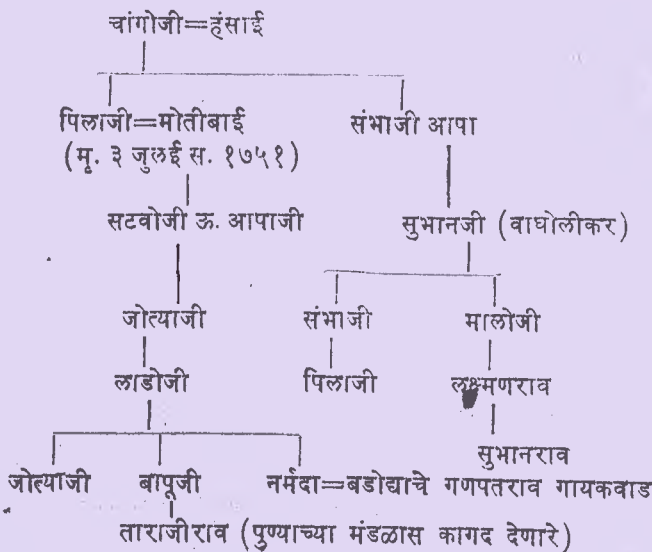 चांगोजी=हंसाई
पिलाजी=मोतीबाई संभाजी आपा
(मृ. ३ जुलई स. १७५१)
सटवोजी ऊ. आपाजी सुभानजी (वाघोलीकर)
जोत्याजी संभाजी मालोजी
लाडोजी पिलाजी लक्ष्मणराव
सुभानराव
जोत्याजी बापूजी नर्मदा=बडोद्याचे गणपतराव गायकवाड
ताराजीराव (पुण्याच्या मंडळास कागद देणारे)